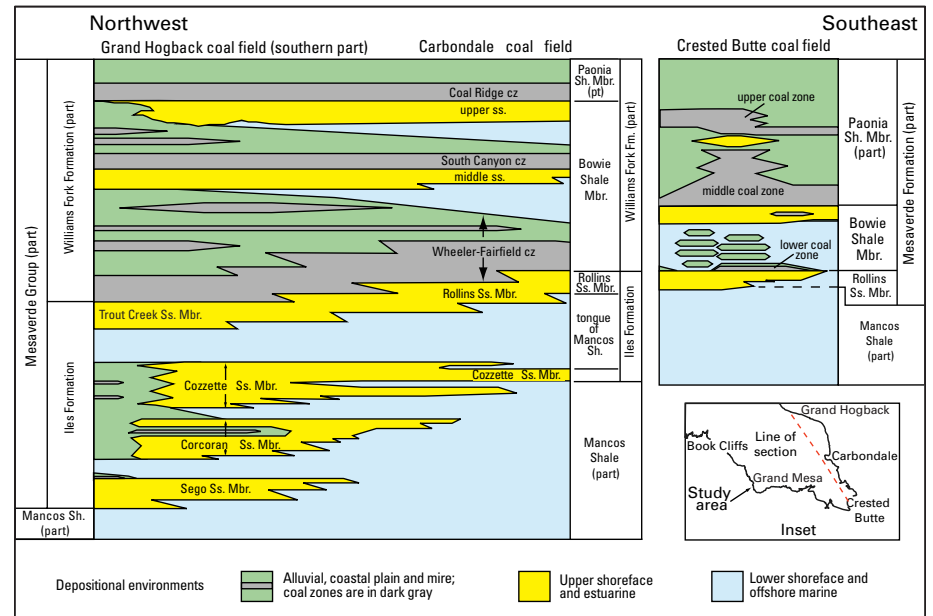 Northwest
Southeast
Grand Hogback coal field (southern part)
Carbondale coal field
Crested Butte coal field
Mesaverde Group (part)
Williams Fork Formation (part)
Iles Formation
Mancos Sh.
(part)
Coal Ridge cz
upper ss.
South Canyon cz
middle ss.
Wheeler-Fairfield cz
Rollins Ss. Mbr.
Trout Creek Ss. Mbr.
Cozzette Ss. Mbr.
Cozzette Ss. Mbr.
Corcoran Ss. Mbr.
Sego Ss. Mbr.
Paonia
Sh. Mbr.
(pt)
Bowie
Shale
Mbr.
Rollins
Ss. Mbr.
tongue
of
Mancos
Sh.
Mancos
Shale
(part)
Williams Fork Fm. (part)
Iles Formation
upper coal zone
middle coal zone
lower coal
zone
Paonia
Sh. Mbr.
(part)
Bowie
Shale
Mbr.
Rollins
Ss. Mbr.
Mancos
Shale
(part)
Mesaverde Formation (part)
Grand Hogback
Book Cliffs
Line of
section
Carbondale
Grand Mesa
Study
area
Crested
Butte
Inset
Depositional environments
Alluvial, coastal plain and mire;
coal zones are in dark gray
Upper shoreface
and estuarine
Lower shoreface and
offshore marine